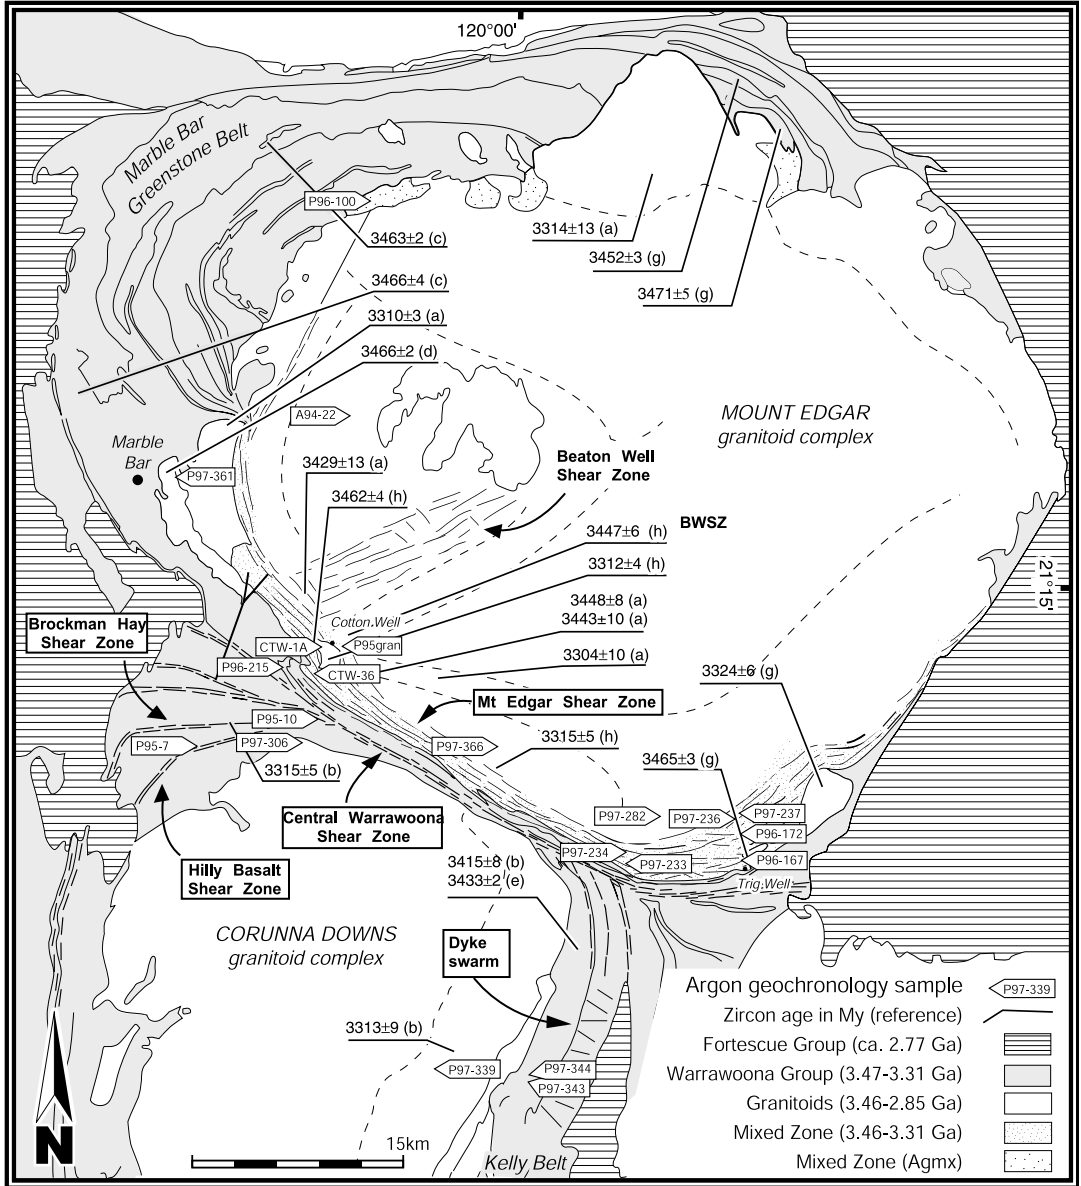 120°00'
Marble Bar
Greenstone Belt
P96-100
3463±2 (c)
3314±13 (a)
3452±3 (g)
3471±5 (g)
3466±4 (c)
3310±3 (a)
3466±2 (d)
A94-22
MOUNT EDGAR
granitoid complex
Marble
Bar
P97-361
3429±13 (a)
Beaton Well
Shear Zone
3462±4 (h)
3447±6 (h)
BWSZ
3312±4 (h)
21°15'
3448±8 (a)
3443±10 (a)
Brockman Hay
Shear Zone
Cotton Well
CTW-1A
P95gran
3304±10 (a)
P96-215
CTW-36
3324±6 (g)
Mt Edgar Shear Zone
P95-10
P95-7
P97-306
P97-366
3315±5 (h)
3465±3 (g)
3315±5 (b)
Central Warrawoona
Shear Zone
P97-282
P97-236
P97-237
P96-172
P97-234
P97-233
P96-167
Trig Well
Hilly Basalt
Shear Zone
3415±8 (b)
3433±2 (e)
CORUNNA DOWNS
granitoid complex
Dyke
swarm
3313±9 (b)
P97-339
P97-344
P97-343
Argon geochronology sample
P97-339
Zircon age in My (reference)
Fortescue Group (ca. 2.77 Ga)
Warrawoona Group (3.47-3.31 Ga)
Granitoids (3.46-2.85 Ga)
Mixed Zone (3.46-3.31 Ga)
Mixed Zone (Agmx)
N
15km
Kelly Belt